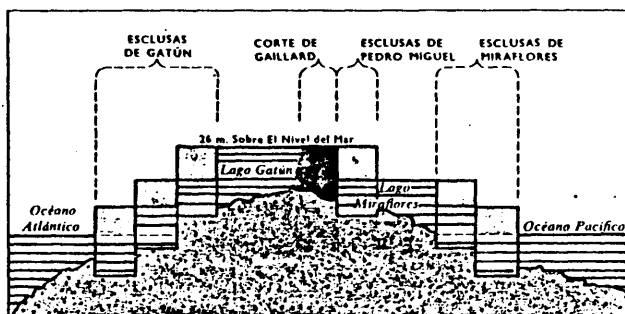 ESCLUSAS
DE GATÚN
CORTE DE
GAILLARD
ESCLUSAS DE
PEDRO MIGUEL
ESCLUSAS DE
MIRAFLORES
26 m. Sobre El Nivel del Mar
Lago Gatún
Lago
Miraflores
Océano
Atlántico
Océano Pacífico